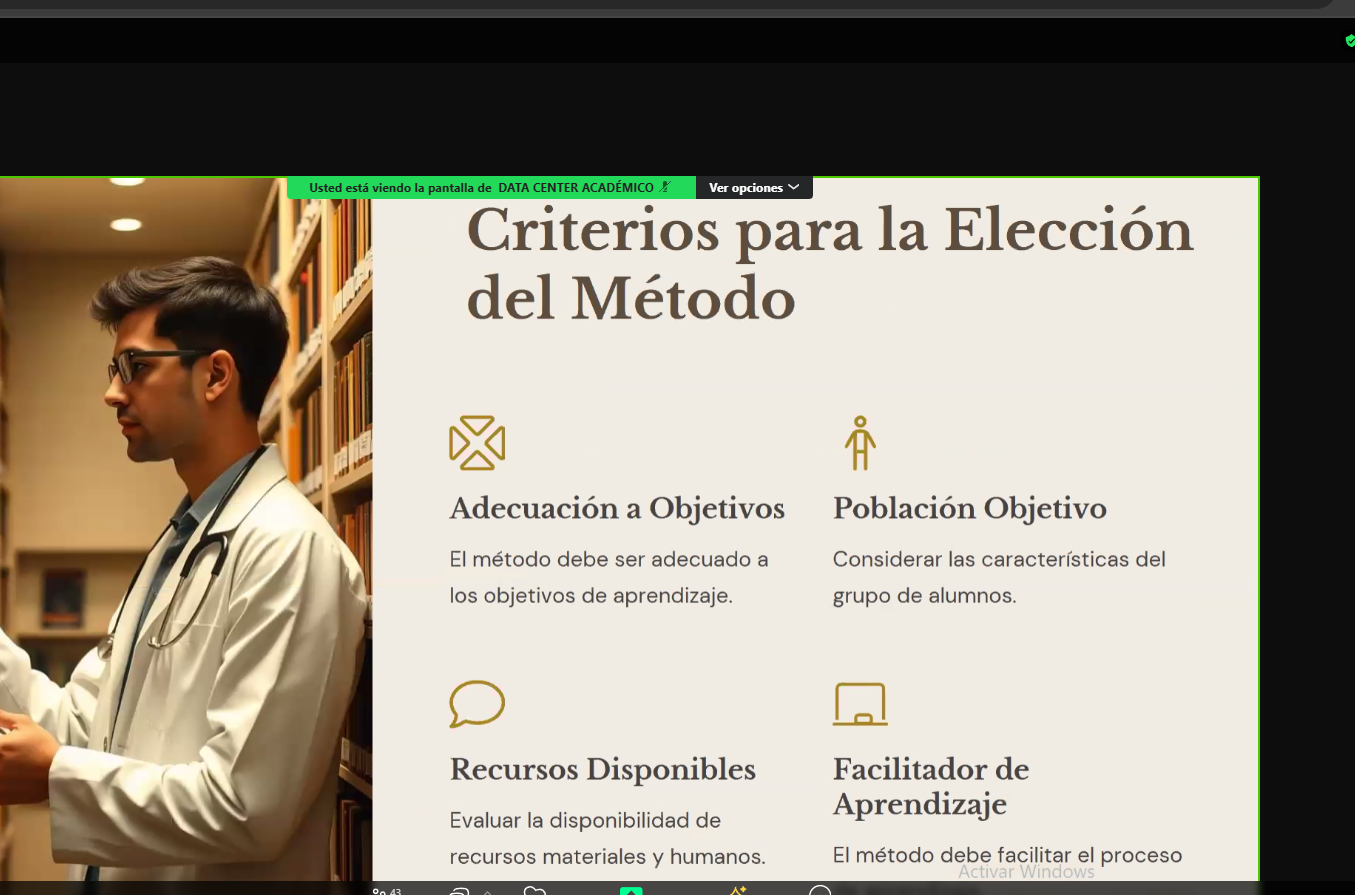 Usted está viendo la pantalla de DATA CENTER ACADÉMICO
Ver opciones
Criterios para la Elección
del Método
Adecuación a Objetivos
El método debe ser adecuado a
los objetivos de aprendizaje.
Población Objetivo
Considerar las características del
grupo de alumnos.
Recursos Disponibles
Evaluar la disponibilidad de
recursos materiales y humanos.
Facilitador de
Aprendizaje
El método debe facilitar el proceso
Activar Windows
43